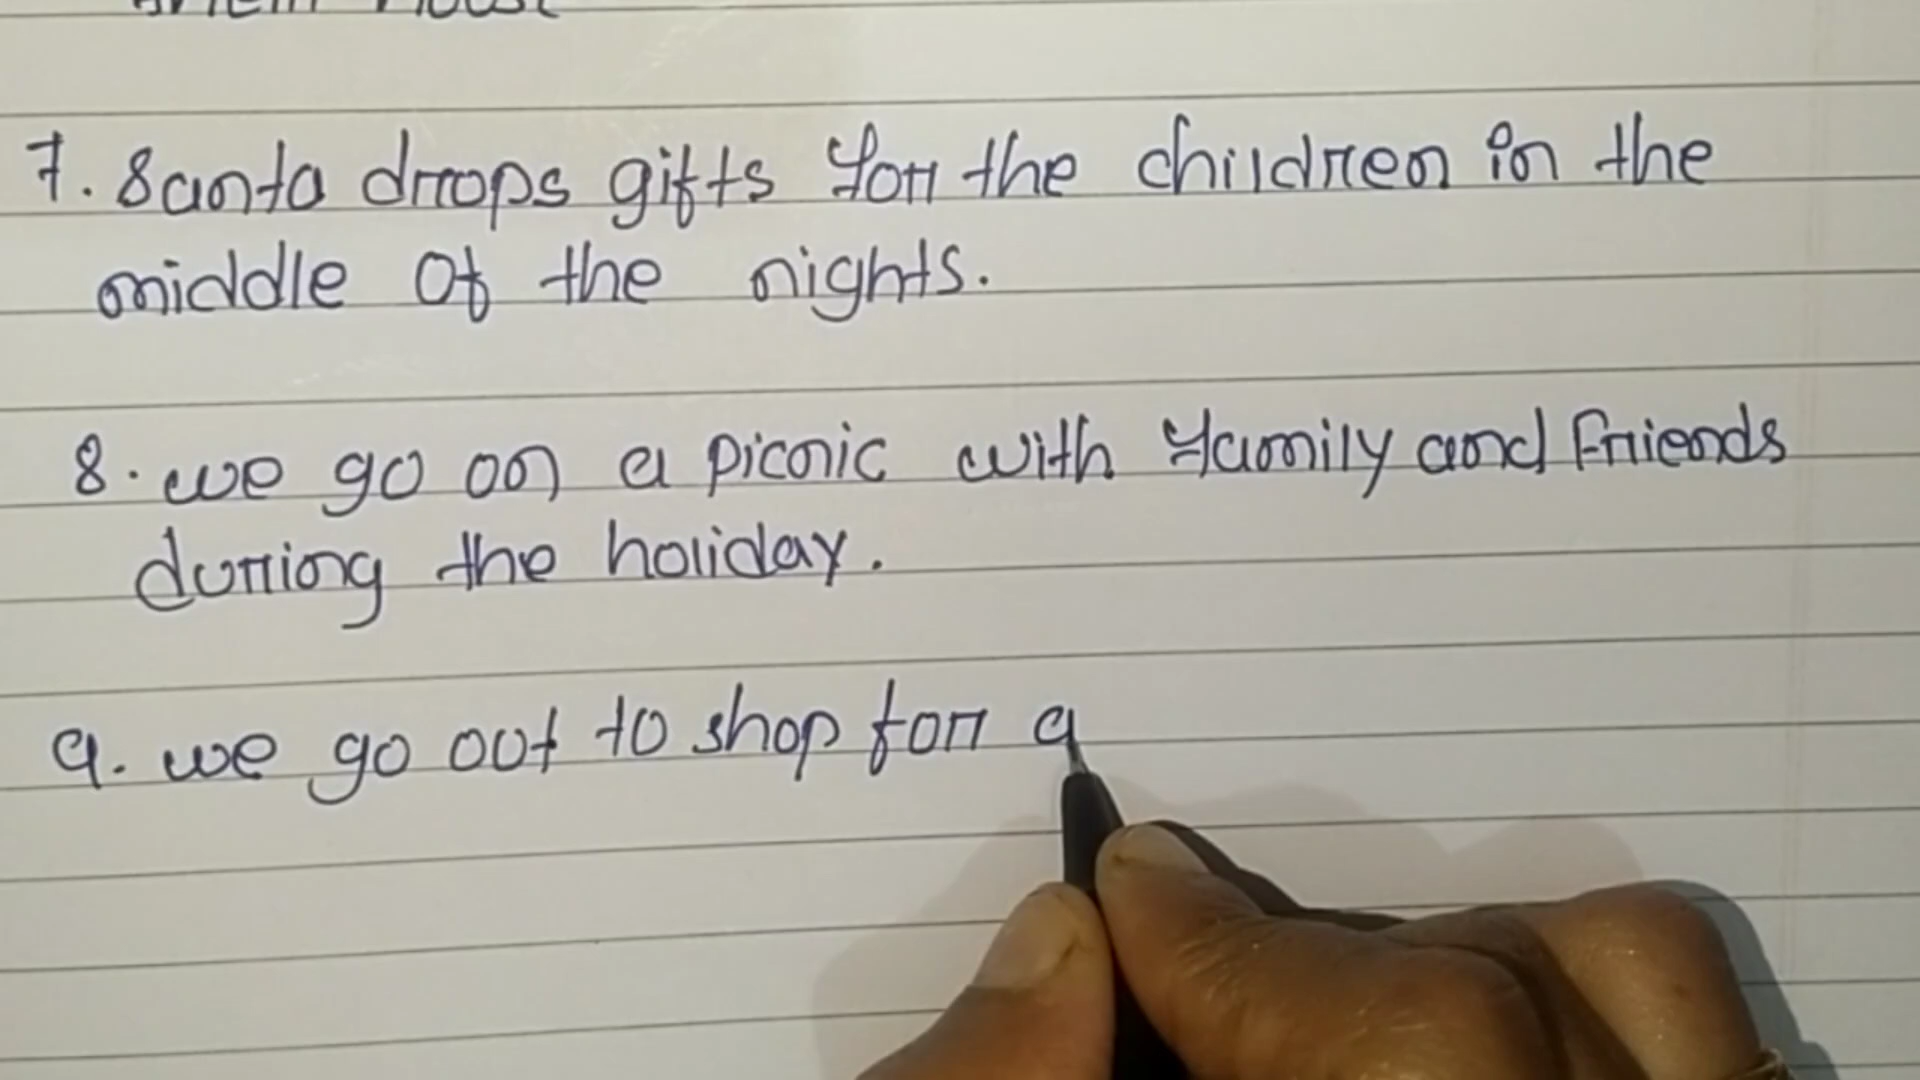 7. Santa drops gifts for the children in the
middle of the nights.
8. we go on a picnic with family and Friends
during the holiday.
9. we go out to shop for a